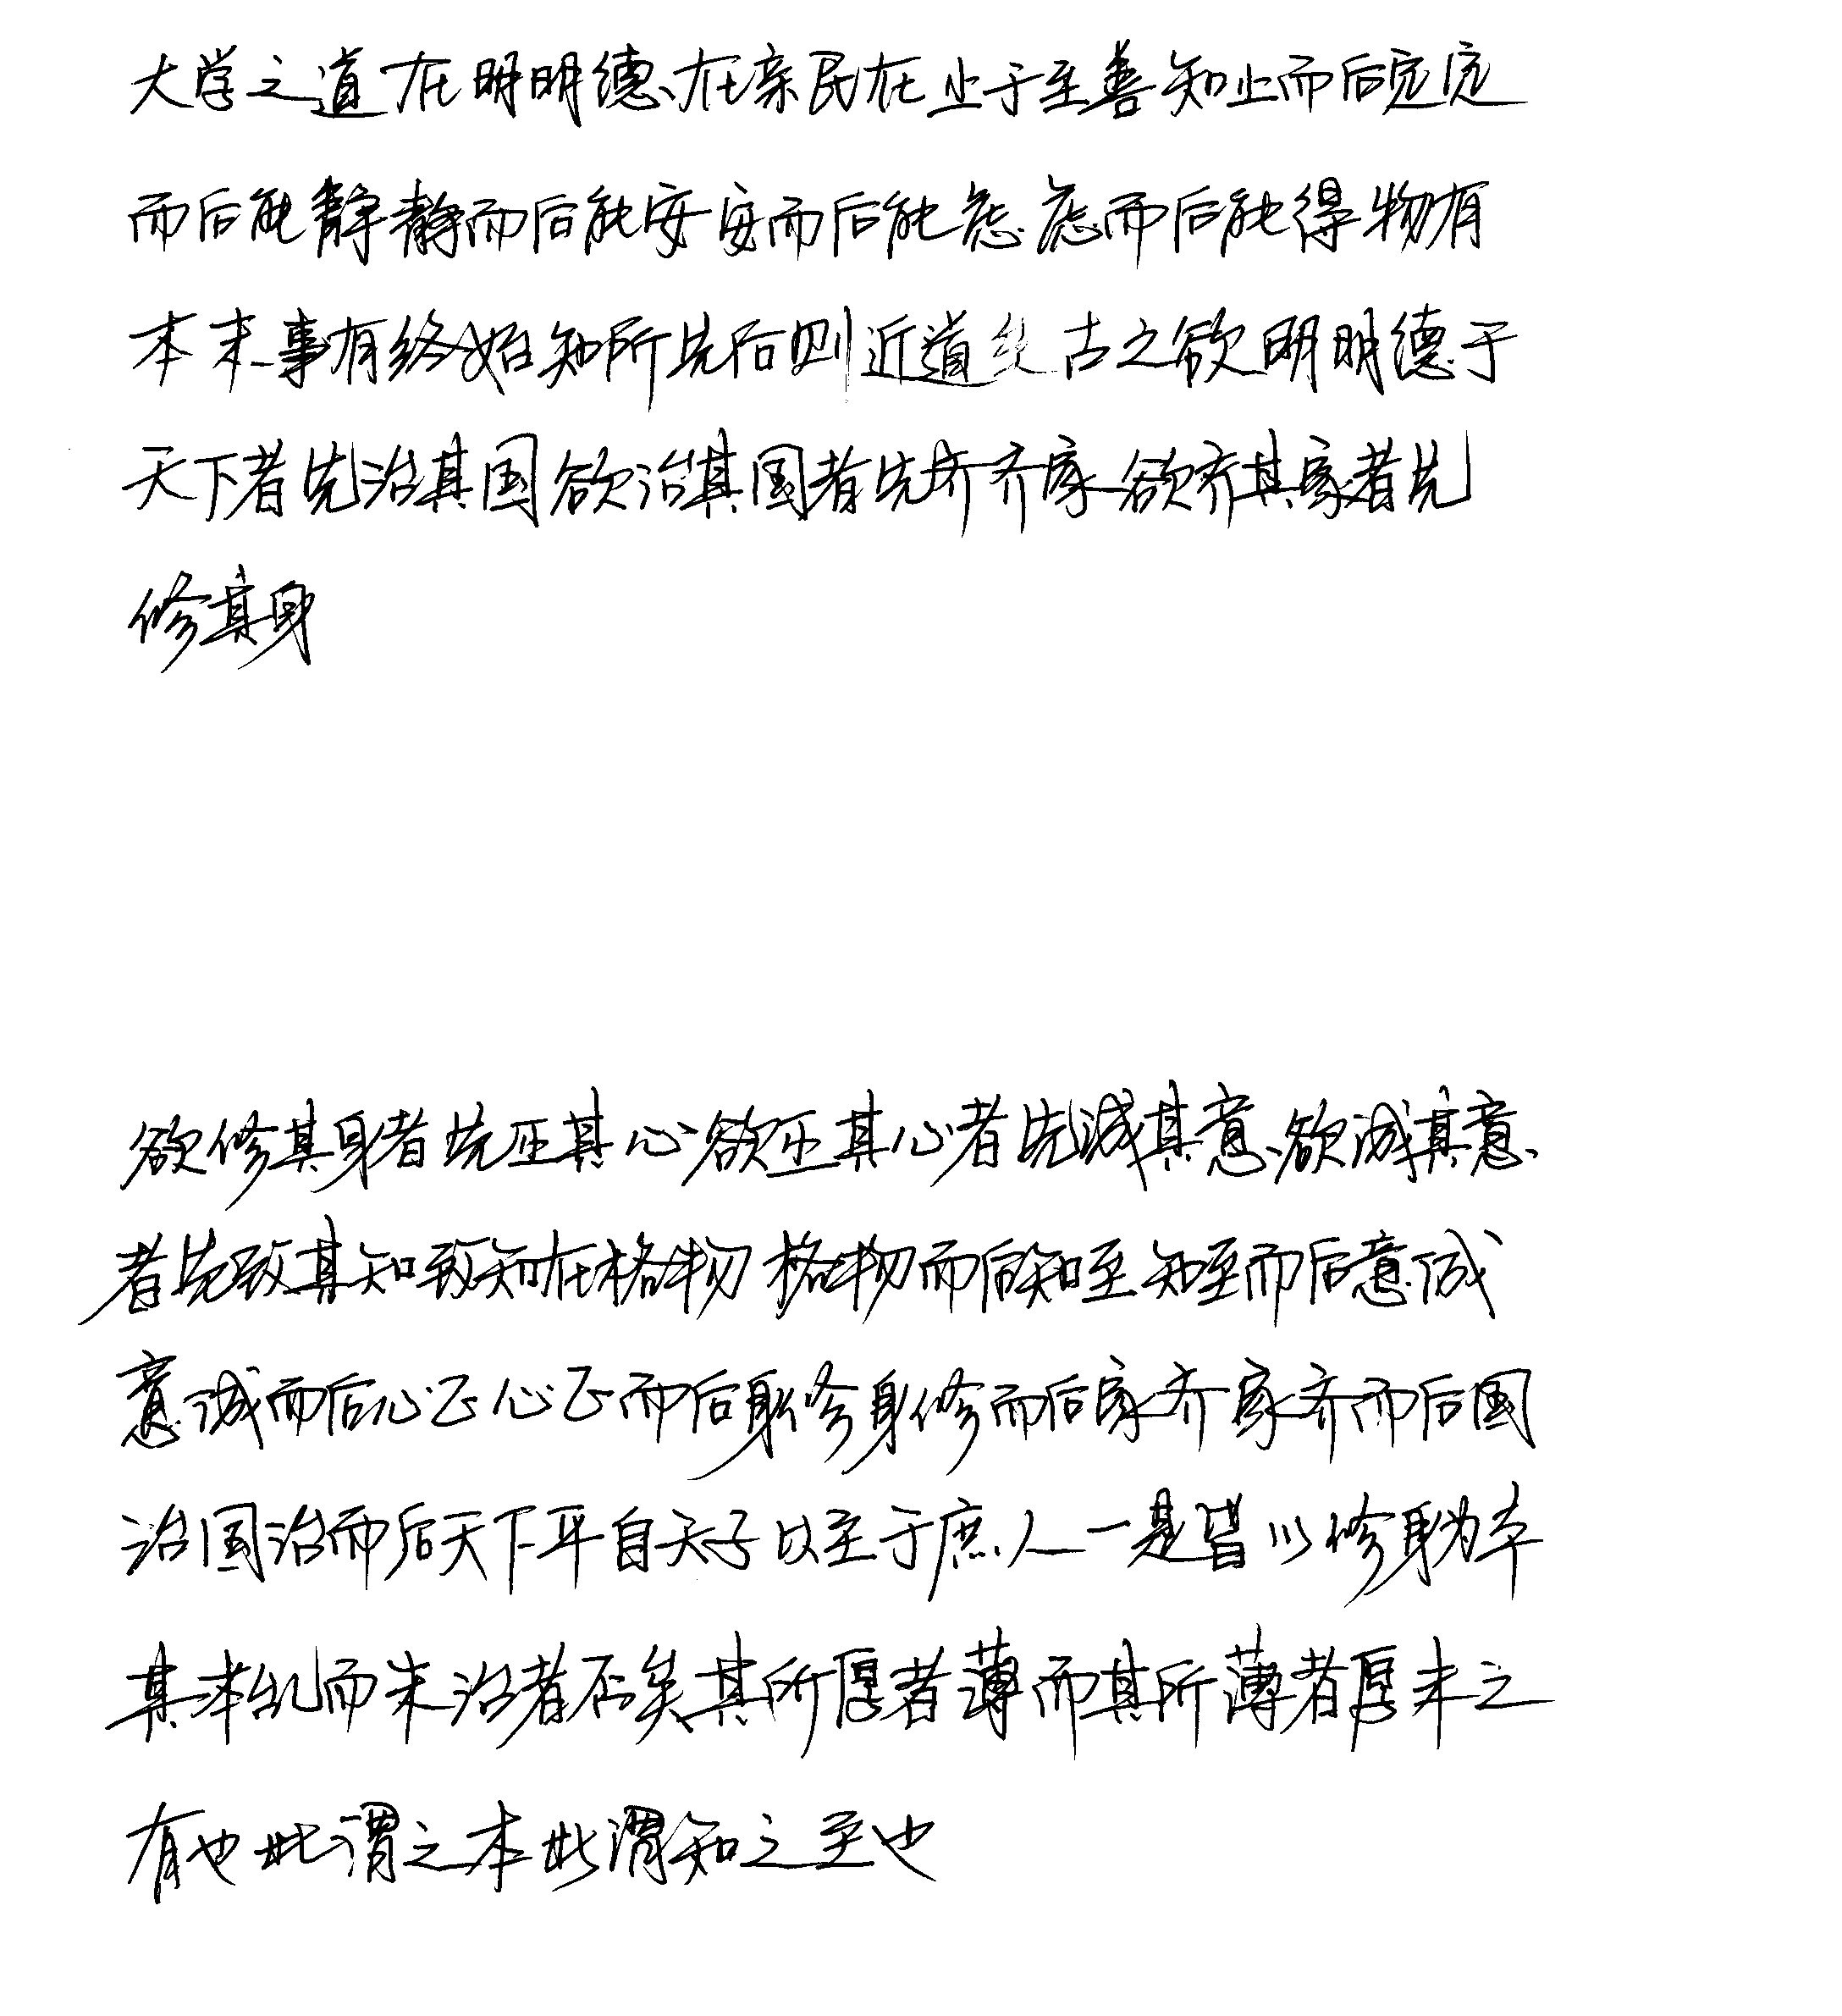 大学之道在明明德在亲民在止于至善知止而后定定
而后能静静而后能安安而后能虑虑而后能得物有
本末事有终始知所先后则近道矣古之欲明明德于
天下者先治其国欲治其国者先齐齐家欲齐其家者先
修其身
欲修其身者先正其心欲正其心者先诚其意欲诚其意
者先致其知致知在格物格物而后知至知至而后意诚
意诚而后心正心正而后身修身修而后家齐家齐而后国
治国治而后天下平自天子以至于庶人一是皆以修身为本
其本乱而末治者否矣其所厚者薄而其所薄者厚未之
有也此谓之本此谓知之至也